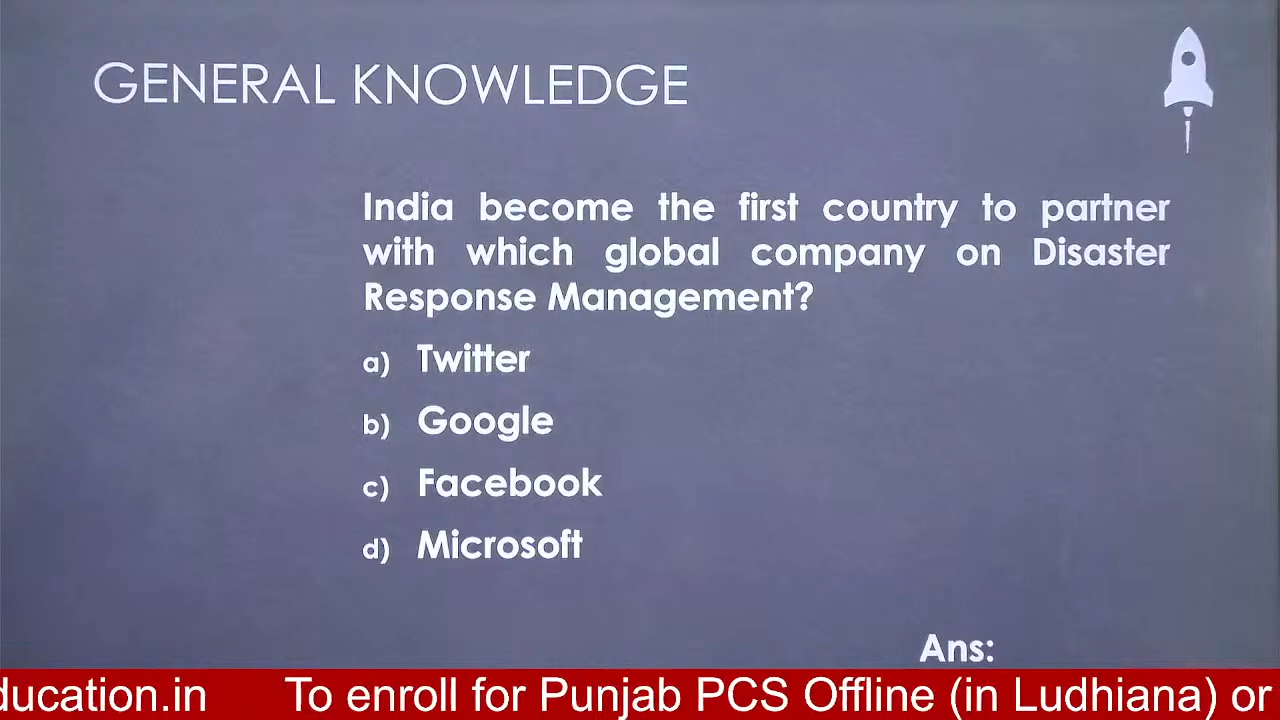 GENERAL KNOWLEDGE
India become the first country to partner
with which global company on Disaster
Response Management?
a) Twitter
b) Google
c) Facebook
d) Microsoft
Ans:
ducation.in To enroll for Punjab PCS Offline (in Ludhiana) or